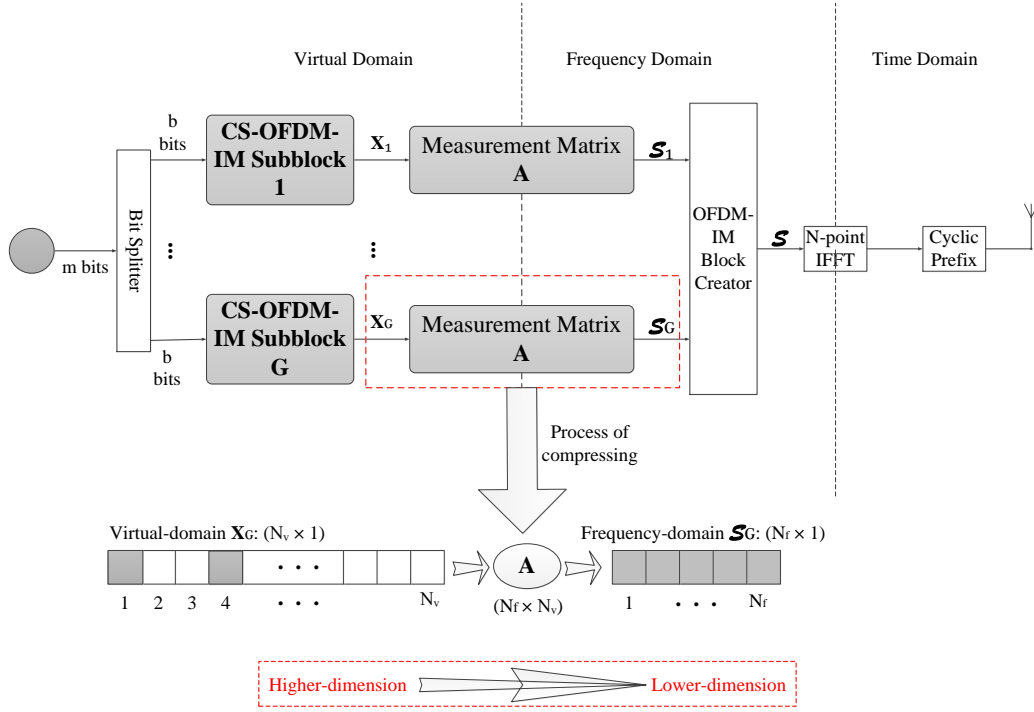 Virtual Domain
Frequency Domain
Time Domain
b
bits
CS-OFDM-
IM Subblock
1
X1
Measurement Matrix
A
S1
Bit Splitter
m bits
OFDM-
IM
Block
Creator
S
N-point
IFFT
Cyclic
Prefix
b
bits
CS-OFDM-
IM Subblock
G
XG
Measurement Matrix
A
SG
Process of
compressing
Virtual-domain XG: (Nv × 1)
Frequency-domain SG: (Nf × 1)
A
1 2 3 4 · · · Nv
(Nf × Nv)
1 · · · Nf
Higher-dimension
Lower-dimension